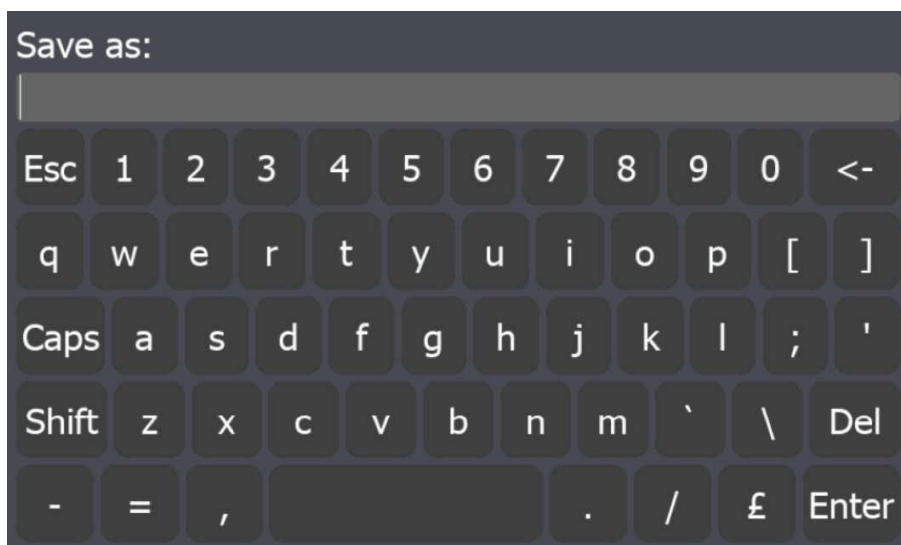 Save as:
Esc 1 2 3 4 5 6 7 8 9 0 <-
q w e r t y u i o p [ ]
Caps a s d f g h j k l ; '
Shift z x c v b n m ` \ Del
- = , . / £ Enter